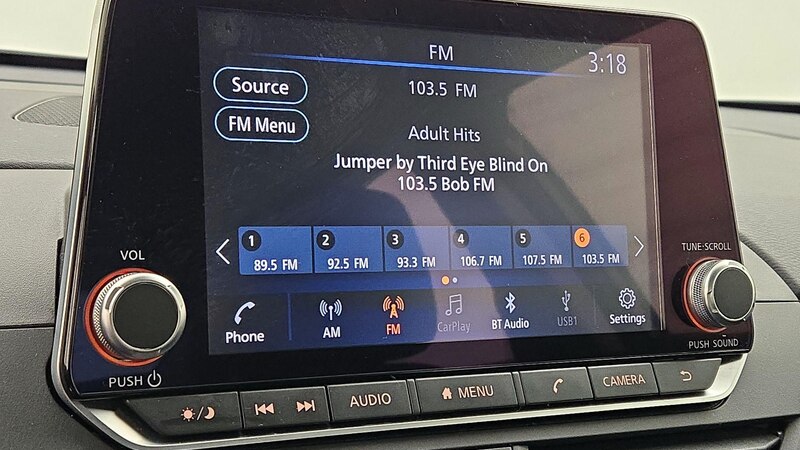 FM
3:18
Source
103.5 FM
FM Menu
Adult Hits
Jumper by Third Eye Blind On
103.5 Bob FM
1
2
3
4
5
6
89.5 FM
92.5 FM
93.3 FM
106.7 FM
107.5 FM
103.5 FM
VOL
TUNE·SCROLL
Phone
AM
FM
CarPlay
BT Audio
USB1
Settings
PUSH
PUSH SOUND
AUDIO
MENU
CAMERA